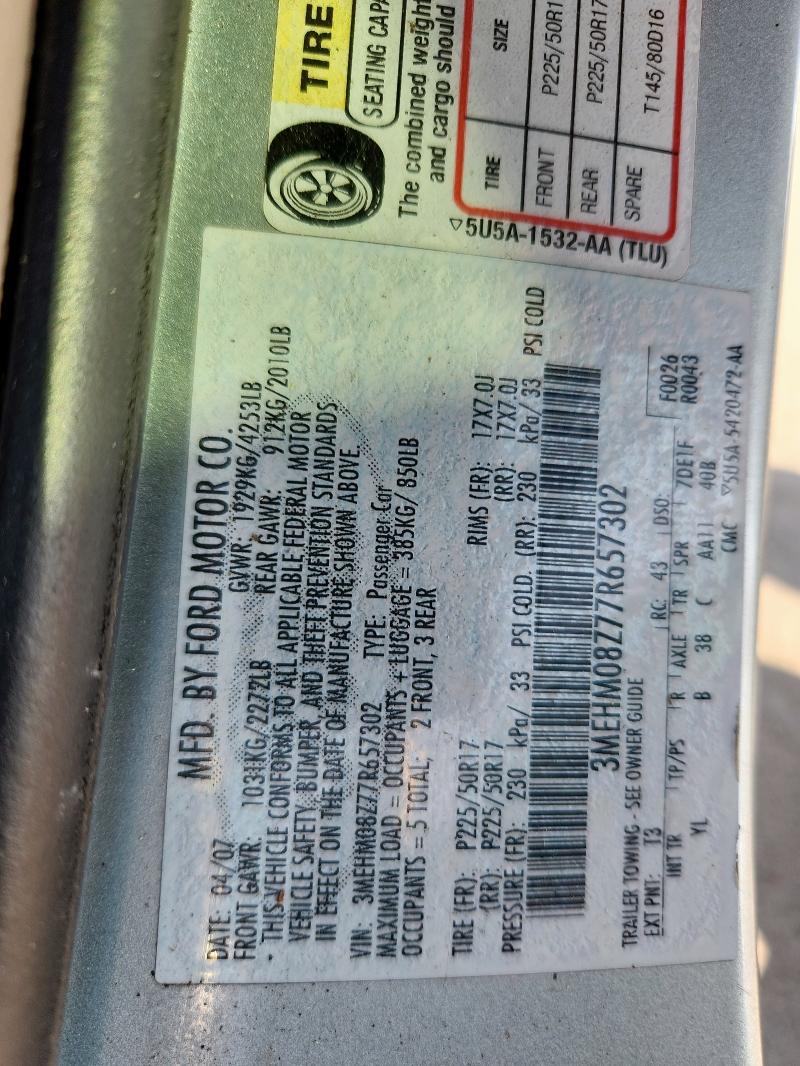 MFD. BY FORD MOTOR CO.
DATE: 04/07 GVWR: 1929KG/4253LB
FRONT GAWR: 1031KG/2272LB REAR GAWR: 912KG/2010LB
· THIS VEHICLE CONFORMS TO ALL APPLICABLE FEDERAL MOTOR
VEHICLE SAFETY, BUMPER, AND THEFT PREVENTION STANDARDS
IN EFFECT ON THE DATE OF MANUFACTURE SHOWN ABOVE.
VIN: 3MEHM08Z77R657302 TYPE: Passenger Car
MAXIMUM LOAD = OCCUPANTS + LUGGAGE = 385KG/ 850LB
OCCUPANTS = 5 TOTAL; 2 FRONT, 3 REAR
TIRE (FR): P225/50R17 RIMS (FR): 17X7.0J
(RR): P225/50R17 (RR): 17X7.0J
PRESSURE (FR): 230 kPa/ 33 PSI COLD. (RR): 230 kPa/ 33 PSI COLD
3MEHM08Z77R657302
TRAILER TOWING - SEE OWNER GUIDE F0026
EXT PNT: T3 RC: 43 DSO: R0043
INT TR TP/PS R AXLE TR SPR 7DE1F
YL B 38 C AA11 40B
CMC ▽5U5A-5420472-AA
TIRE
SEATING CAPA
The combined weight
and cargo should
TIRE SIZE
FRONT P225/50R1
REAR P225/50R17
SPARE T145/80D16
▽5U5A-1532-AA (TLU)